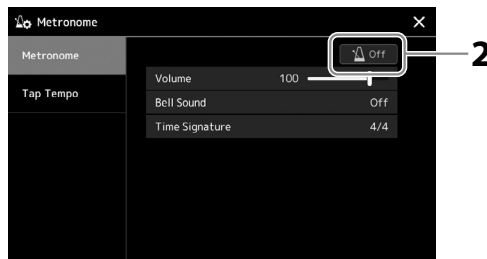 Metronome
Metronome
Off
2
Volume 100
Tap Tempo
Bell Sound Off
Time Signature 4/4